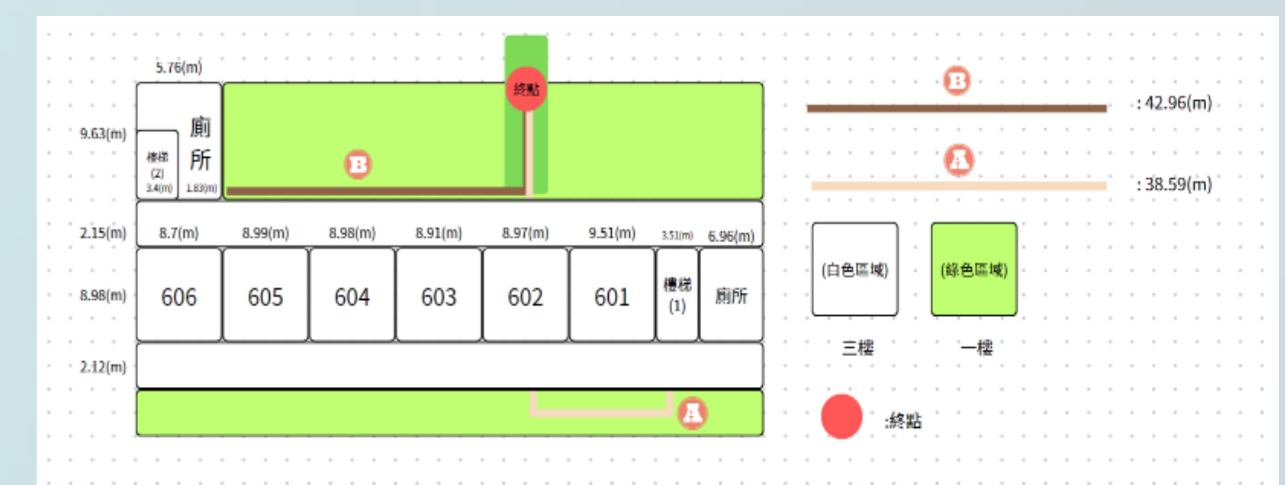 5.76(m)
9.63(m)
廁
所
樓梯
(2)
3.4(m)
1.83(m)
終點
B
2.15(m)
8.7(m)
8.99(m)
8.98(m)
8.91(m)
8.97(m)
9.51(m)
3.51(m)
6.96(m)
8.98(m)
606
605
604
603
602
601
樓梯
(1)
廁所
2.12(m)
A
B
: 42.96(m)
A
: 38.59(m)
(白色區域)
(綠色區域)
三樓
一樓
:終點